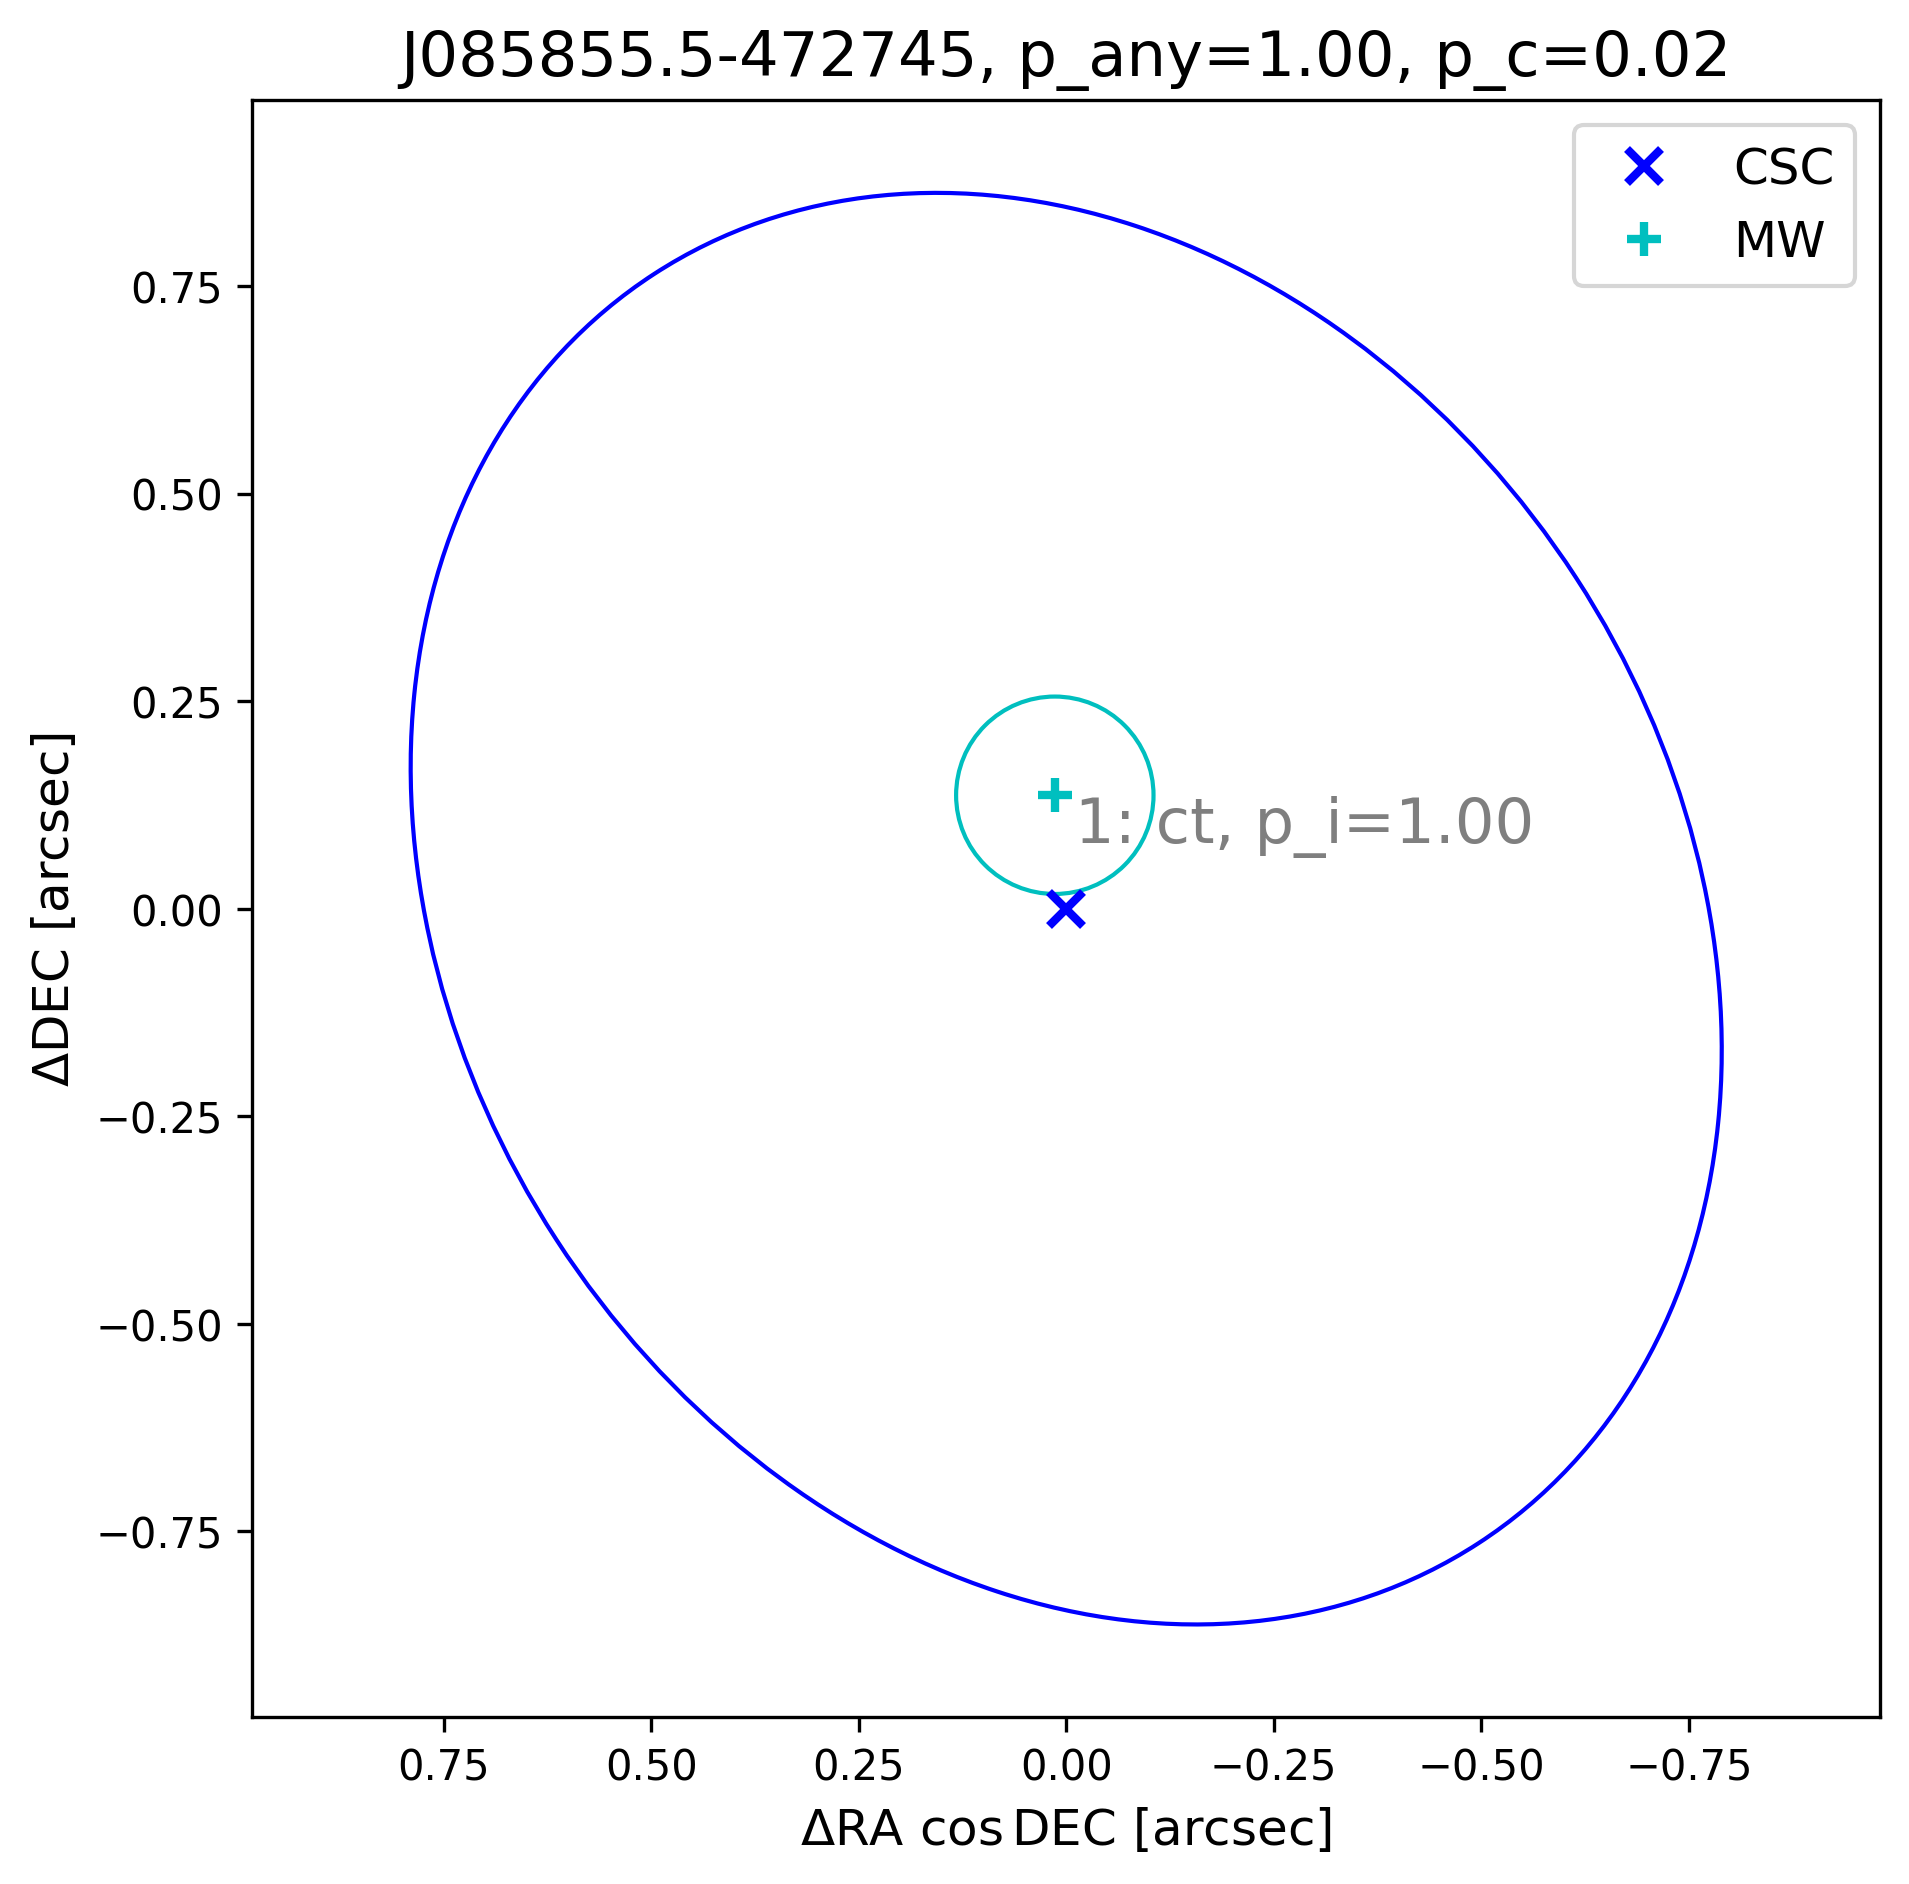 J085855.5-472745, p_any=1.00, p_c=0.02
CSC
MW
0.75
0.50
0.25
0.00
−0.25
−0.50
−0.75
ΔDEC [arcsec]
1: ct, p_i=1.00
0.75 0.50 0.25 0.00 −0.25 −0.50 −0.75
ΔRA cos DEC [arcsec]